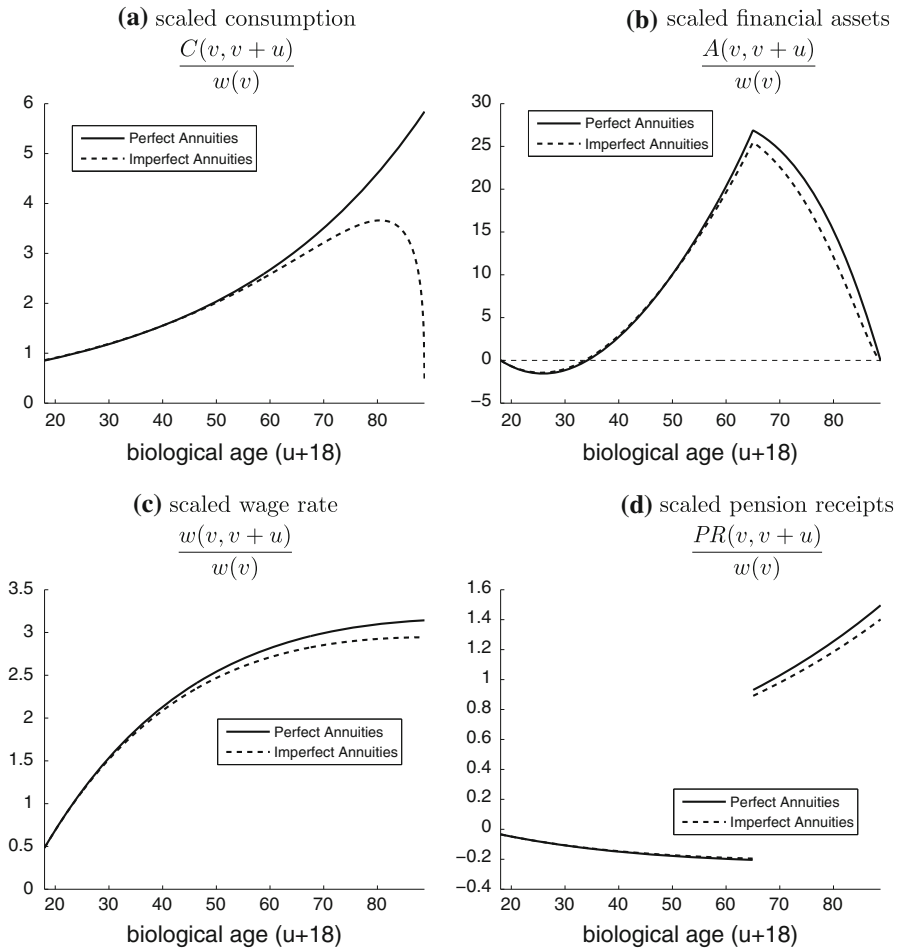 (a) scaled consumption
C(v, v + u)
w(v)
6
5
4
3
2
1
0
Perfect Annuities
Imperfect Annuities
20 30 40 50 60 70 80
biological age (u+18)
(b) scaled financial assets
A(v, v + u)
w(v)
30
25
20
15
10
5
0
−5
Perfect Annuities
Imperfect Annuities
20 30 40 50 60 70 80
biological age (u+18)
(c) scaled wage rate
w(v, v + u)
w(v)
3.5
3
2.5
2
1.5
1
0.5
0
Perfect Annuities
Imperfect Annuities
20 30 40 50 60 70 80
biological age (u+18)
(d) scaled pension receipts
PR(v, v + u)
w(v)
1.6
1.4
1.2
1
0.8
0.6
0.4
0.2
0
−0.2
−0.4
Perfect Annuities
Imperfect Annuities
20 30 40 50 60 70 80
biological age (u+18)